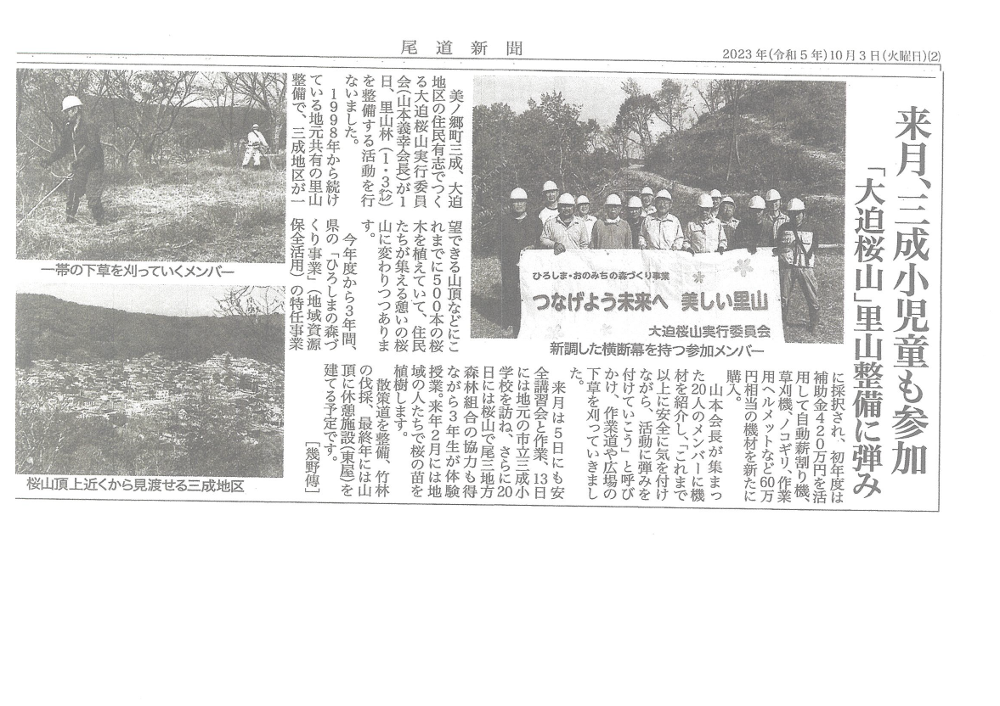 尾道新聞
2023年(令和5年)10月3日(火曜日)(2)
来月、三成小児童も参加
「大迫桜山」里山整備に弾み
美ノ郷町三成、大迫
地区の住民有志でつく
る大迫桜山実行委員
会(山本義幸会長)が1
日、里山林(1・3㌶)
を整備する活動を行
ないました。
1998年から続け
ている地元共有の里山
整備で、三成地区が一
望できる山頂などにこ
れまでに500本の桜
木を植えていて、住民
たちが集える憩いの桜
山に変わりつつありま
す。
今年度から3年間、
県の「ひろしまの森づ
くり事業」(地域資源
保全活用)の特任事業
に採択され、初年度は
補助金420万円を活
用して自動薪割り機、
草刈機、ノコギリ、作業
用ヘルメットなど60万
円相当の機材を新たに
購入。
山本会長が集まっ
た20人のメンバーに機
材を紹介し、「これまで
以上に安全に気を付け
ながら、活動に弾みを
付けていこう」と呼び
かけ、作業道や広場の
下草を刈っていきまし
た。
来月は5日にも安
全講習会と作業、13日
には地元の市立三成小
学校を訪ね、さらに20
日には桜山で尾三地方
森林組合の協力も得
ながら3年生が体験
授業。来年2月には地
域の人たちで桜の苗を
植樹します。
散策道を整備、竹林
の伐採、最終年には山
頂に休憩施設(東屋)を
建てる予定です。
[幾野傳]
ひろしま・おのみちの森づくり事業
つなげよう未来へ 美しい里山
大迫桜山実行委員会
新調した横断幕を持つ参加メンバー
一帯の下草を刈っていくメンバー
桜山頂上近くから見渡せる三成地区